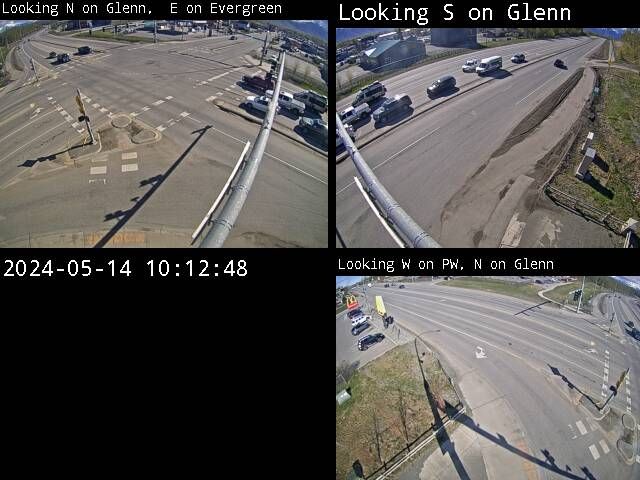 Looking N on Glenn,  E on Evergreen
Looking S on Glenn
2024-05-14 10:12:48
Looking W on PW, N on Glenn